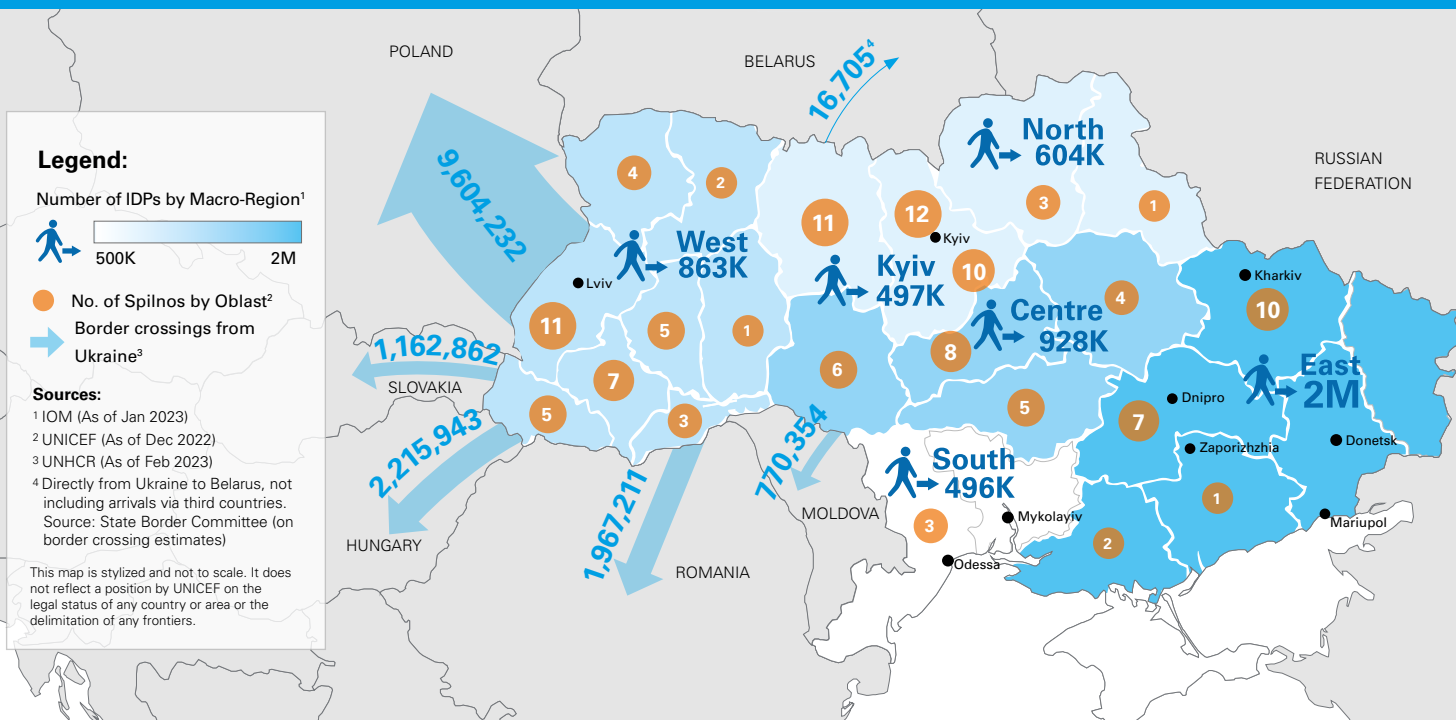 POLAND
BELARUS
16,705⁴
RUSSIAN
FEDERATION
North
604K
9,604,232
4
2
11
12
3
1
Kyiv
West
863K
Kyiv
497K
10
Lviv
Kharkiv
10
4
Centre
928K
11
5
1
8
6
1,162,862
SLOVAKIA
7
5
3
5
East
2M
Dnipro
7
Donetsk
Zaporizhzhia
2,215,943
HUNGARY
1,967,211
ROMANIA
770,354
MOLDOVA
South
496K
3
Mykolayiv
Odessa
1
2
Mariupol
Legend:
Number of IDPs by Macro-Region¹
500K 2M
No. of Spilnos by Oblast²
Border crossings from
Ukraine³
Sources:
¹ IOM (As of Jan 2023)
² UNICEF (As of Dec 2022)
³ UNHCR (As of Feb 2023)
⁴ Directly from Ukraine to Belarus, not
including arrivals via third countries.
Source: State Border Committee (on
border crossing estimates)
This map is stylized and not to scale. It does
not reflect a position by UNICEF on the
legal status of any country or area or the
delimitation of any frontiers.